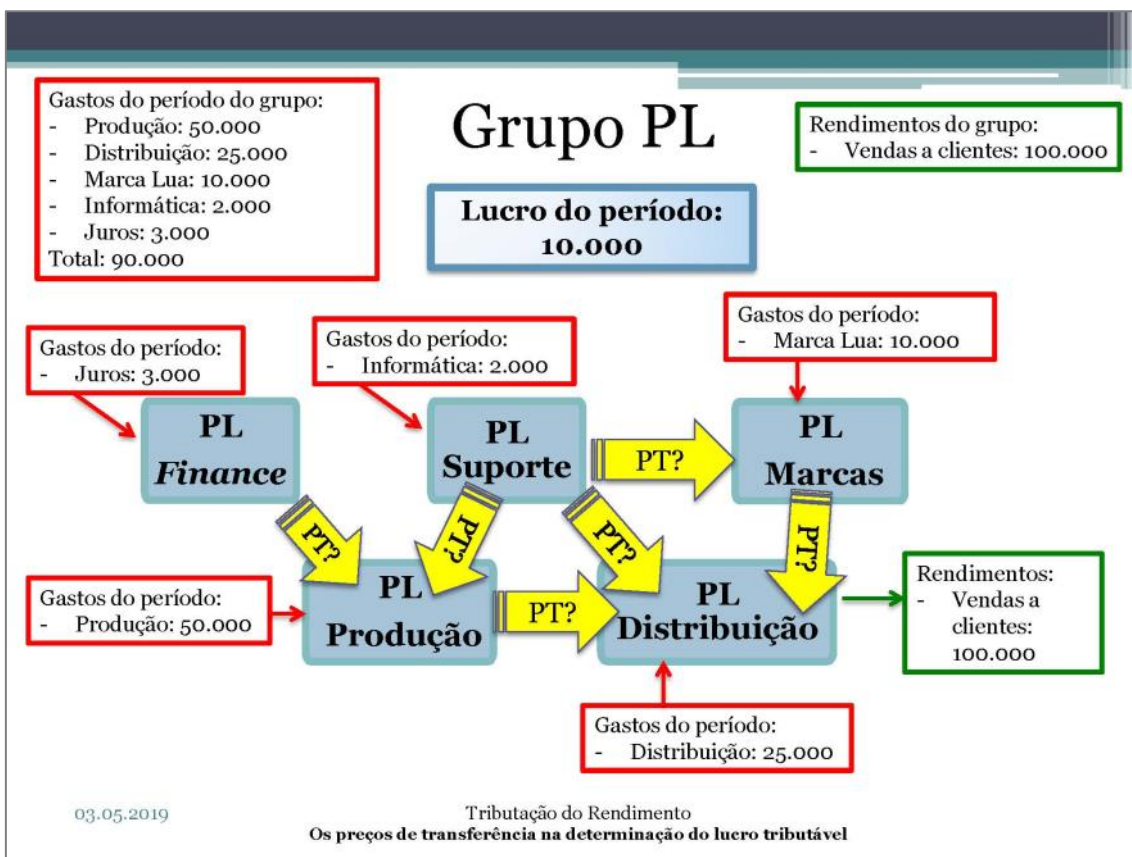 Gastos do período do grupo:
- Produção: 50.000
- Distribuição: 25.000
- Marca Lua: 10.000
- Informática: 2.000
- Juros: 3.000
Total: 90.000
Grupo PL
Rendimentos do grupo:
- Vendas a clientes: 100.000
Lucro do período:
10.000
Gastos do período:
- Juros: 3.000
Gastos do período:
- Informática: 2.000
Gastos do período:
- Marca Lua: 10.000
PL
Finance
PL
Suporte
PT?
PL
Marcas
PT?
PT?
PT?
PT?
Gastos do período:
- Produção: 50.000
PL
Produção
PT?
PL
Distribuição
Rendimentos:
- Vendas a
clientes:
100.000
Gastos do período:
- Distribuição: 25.000
03.05.2019
Tributação do Rendimento
Os preços de transferência na determinação do lucro tributável